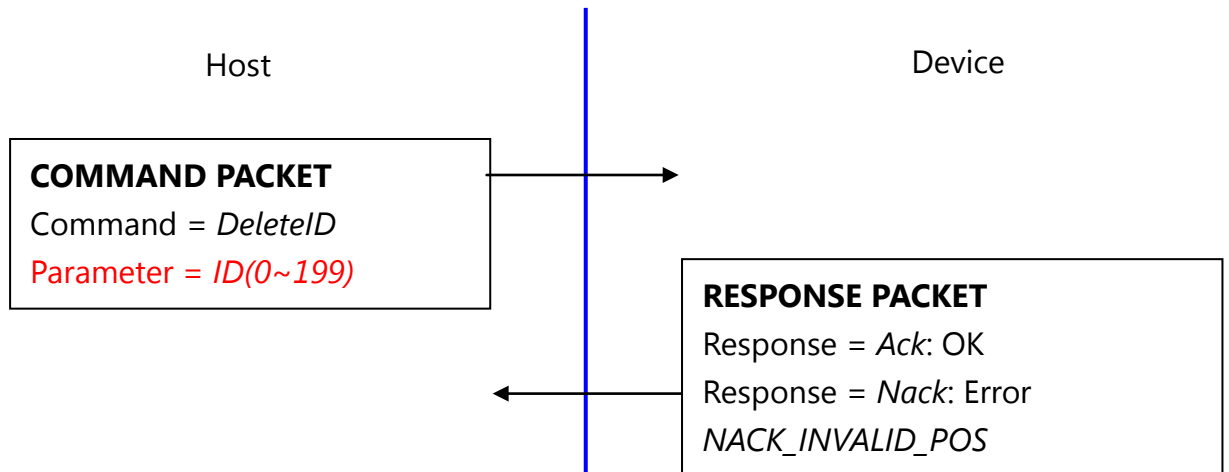 Host
Device
COMMAND PACKET
Command = DeleteID
Parameter = ID(0~199)
RESPONSE PACKET
Response = Ack: OK
Response = Nack: Error
NACK_INVALID_POS